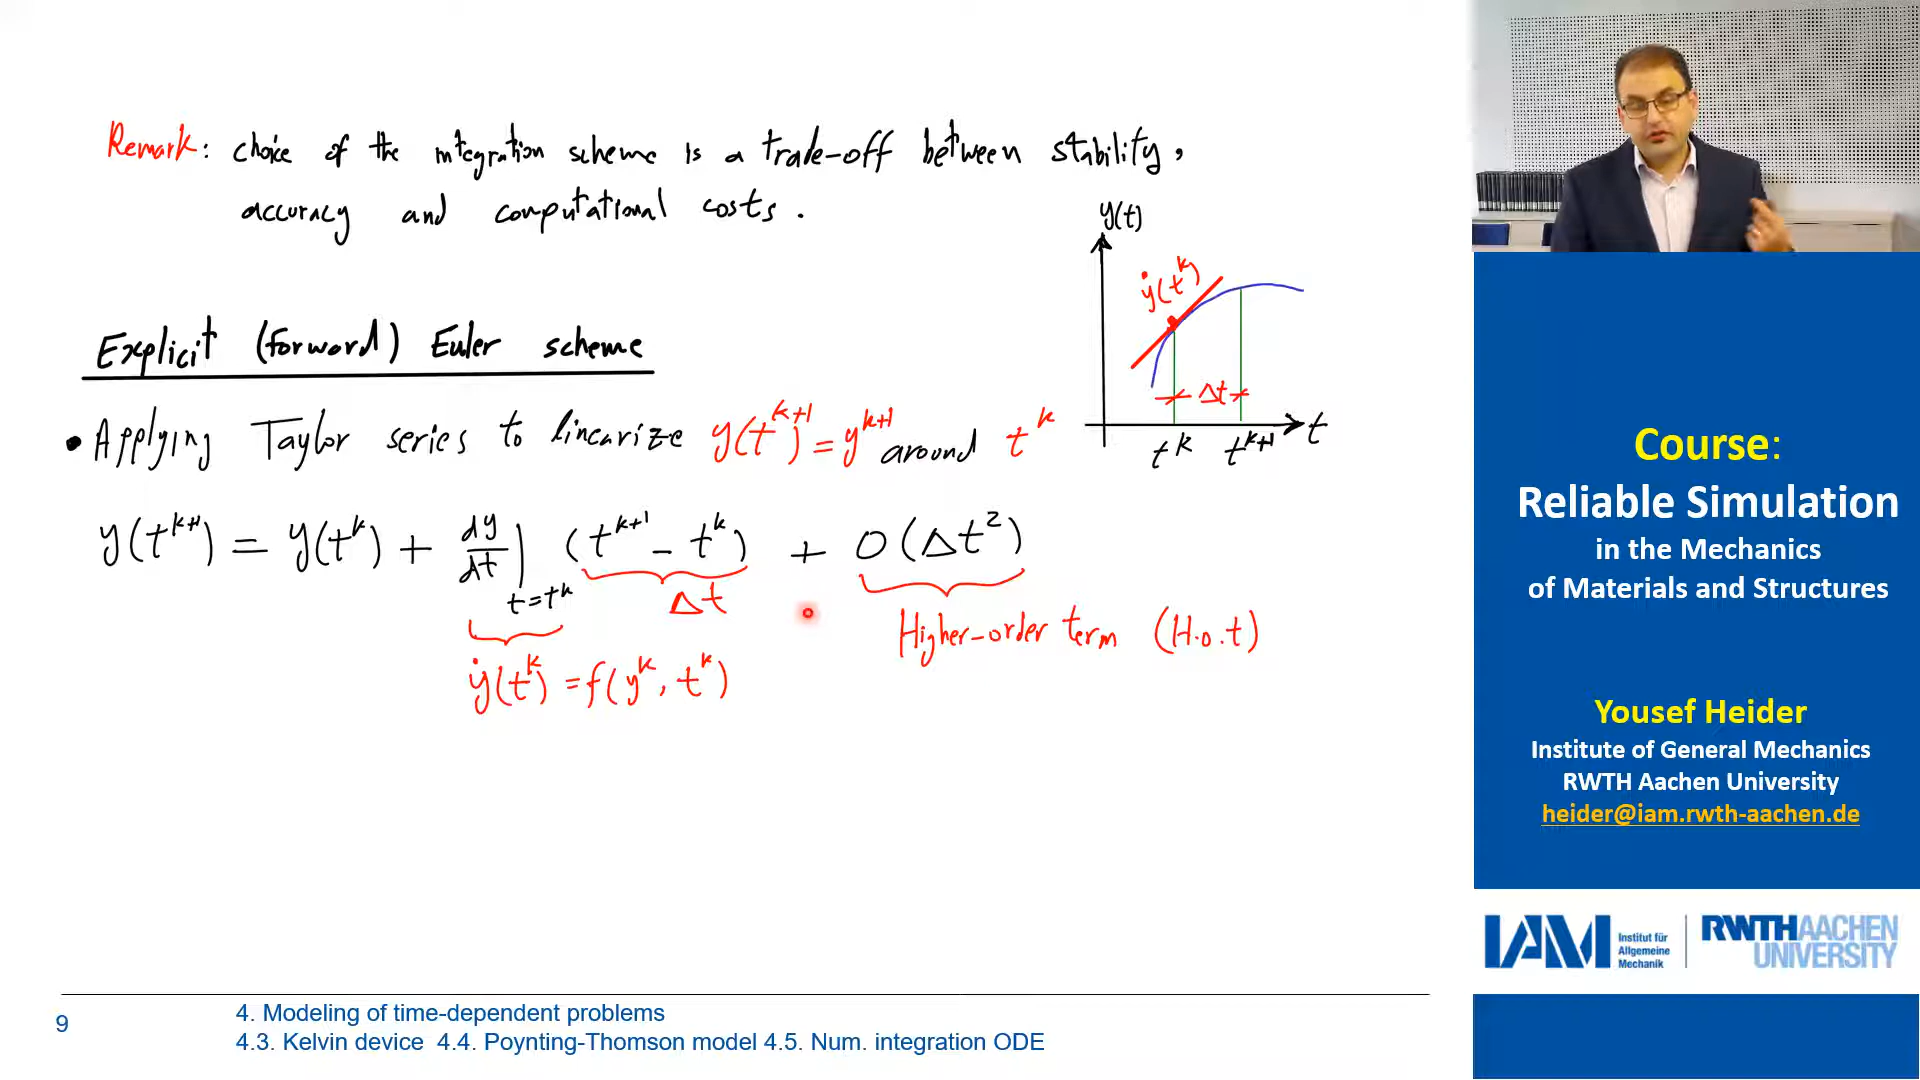 Remark: choice of the integration scheme is a trade-off between stability,
accuracy and computational costs.
y(t)
ẏ(t^k)
Δt
t^k t^{k+1} t
Explicit (forword) Euler scheme
• Applying Taylor series to linearize y(t^{k+1}) = y^{k+1} around t^k
y(t^{k+1}) = y(t^k) + dy/dt|_{t=t^k} (t^{k+1} - t^k) + O(Δt^2)
Δt
Higher-order term (H.o.t)
ẏ(t^k) = f(y^k, t^k)
9
4. Modeling of time-dependent problems
4.3. Kelvin device 4.4. Poynting-Thomson model 4.5. Num. integration ODE
Course:
Reliable Simulation
in the Mechanics
of Materials and Structures
Yousef Heider
Institute of General Mechanics
RWTH Aachen University
heider@iam.rwth-aachen.de
IAM Institut für
Allgemeine
Mechanik
RWTH AACHEN
UNIVERSITY